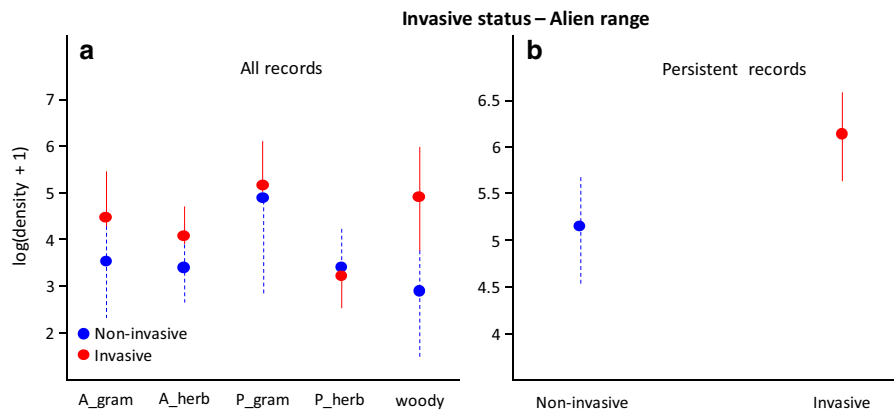 Invasive status – Alien range
a
All records
log(density + 1)
7
6
5
4
3
2
Non-invasive
Invasive
A_gram
A_herb
P_gram
P_herb
woody
b
Persistent records
6.5
6
5.5
5
4.5
4
Non-invasive
Invasive